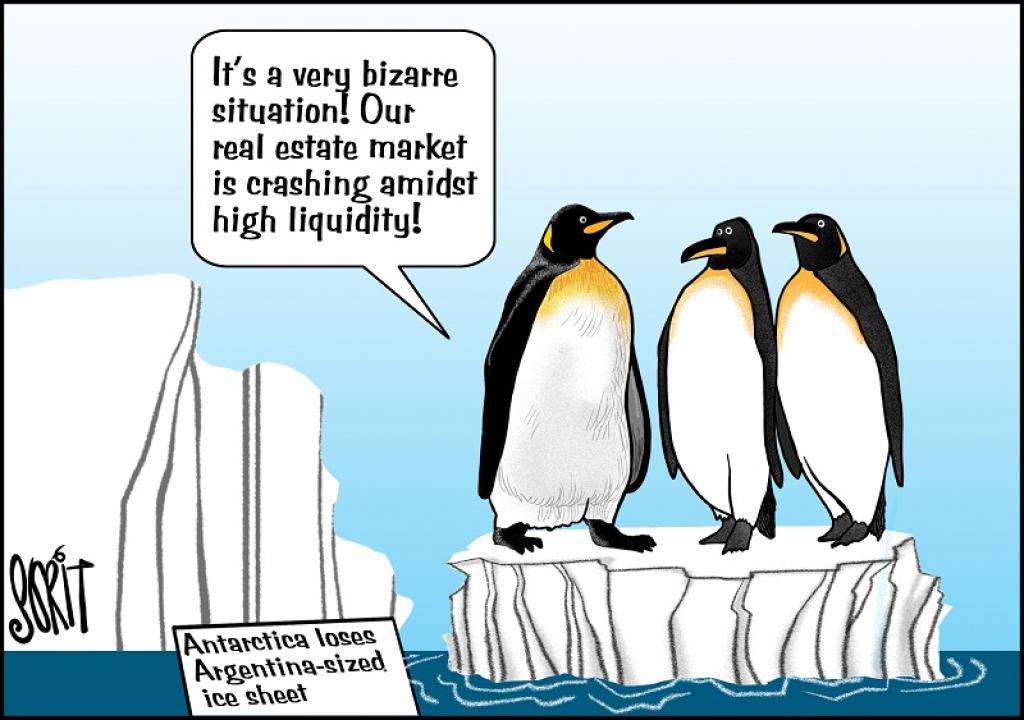 It's a very bizarre
situation! Our
real estate market
is crashing amidst
high liquidity!
SORIT
Antarctica loses
Argentina-sized
ice sheet